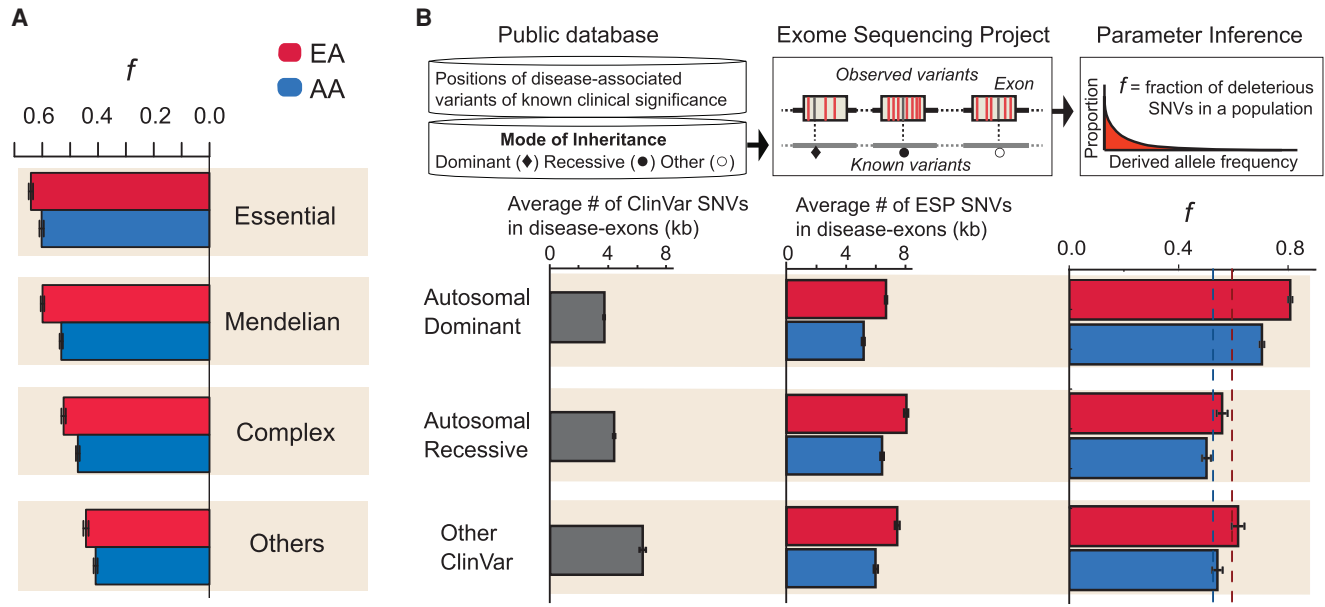 A
EA
AA
f
0.6 0.4 0.2 0.0
Essential
Mendelian
Complex
Others
B
Public database
Positions of disease-associated
variants of known clinical significance
Mode of Inheritance
Dominant (♦) Recessive (●) Other (○)
Exome Sequencing Project
Observed variants
Exon
Known variants
Parameter Inference
f = fraction of deleterious
SNVs in a population
Proportion
Derived allele frequency
Average # of ClinVar SNVs
in disease-exons (kb)
0 4 8
Average # of ESP SNVs
in disease-exons (kb)
0 4 8
f
0.0 0.4 0.8
Autosomal
Dominant
Autosomal
Recessive
Other
ClinVar